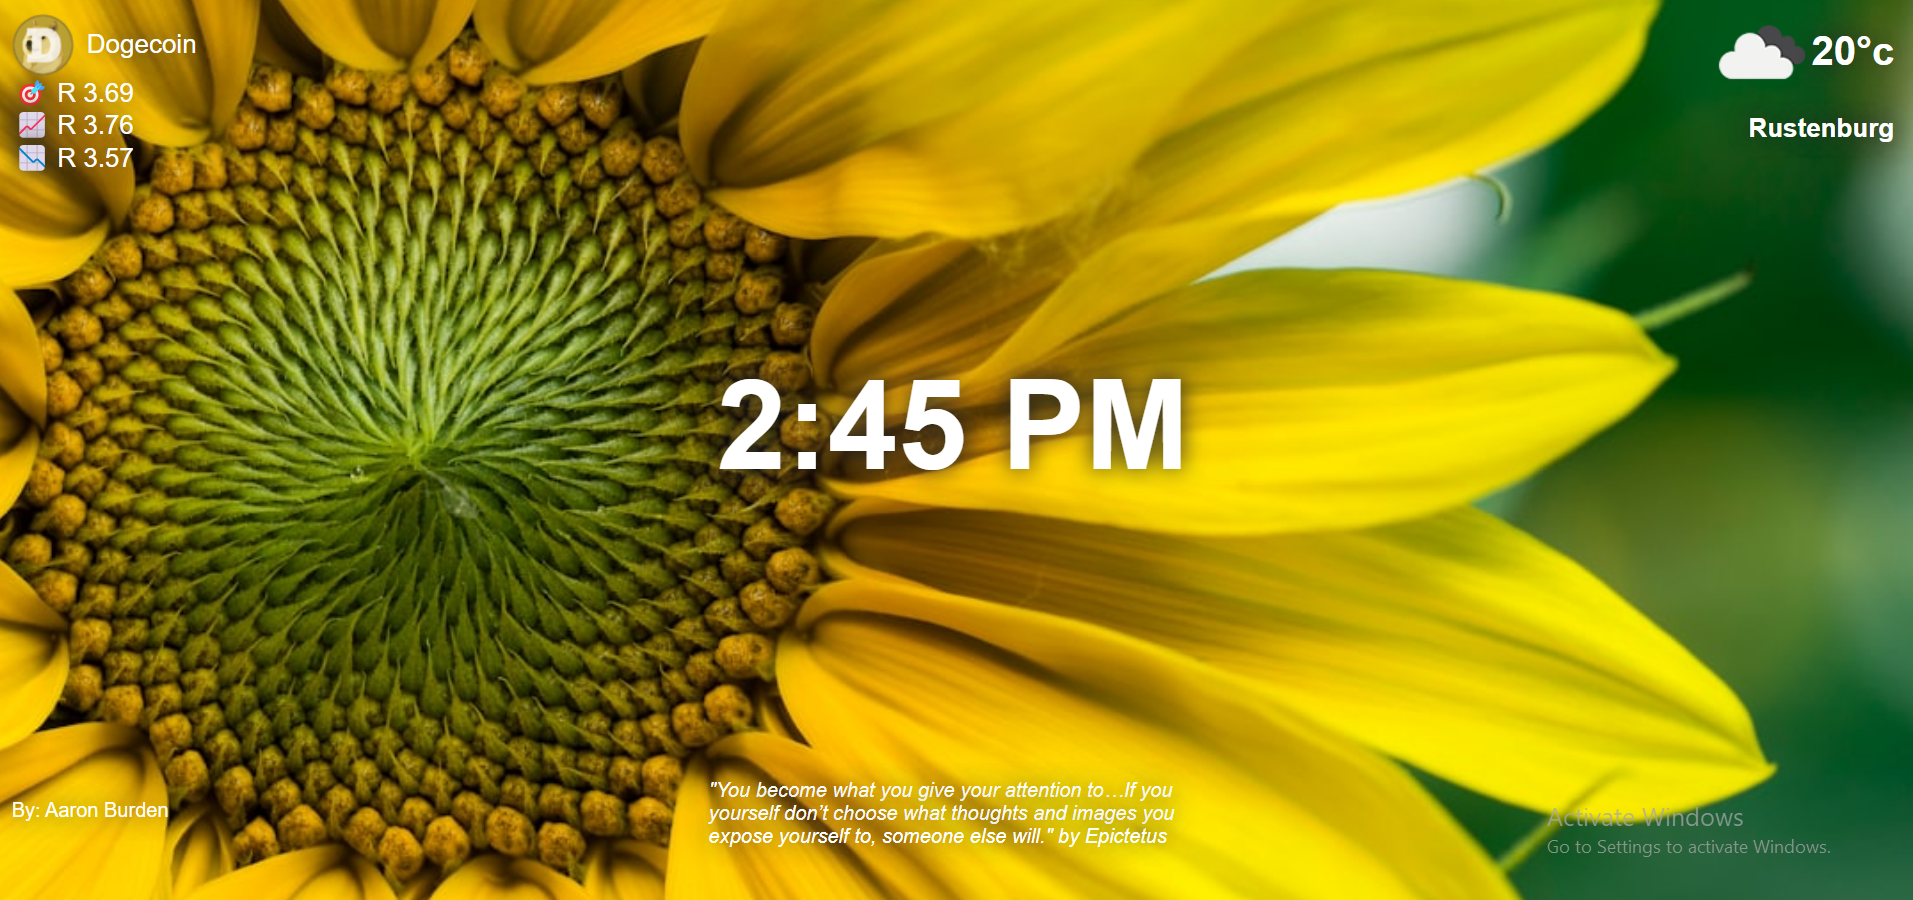 Dogecoin
R 3.69
R 3.76
R 3.57
20°c
Rustenburg
2:45 PM
"You become what you give your attention to…If you
yourself don’t choose what thoughts and images you
expose yourself to, someone else will." by Epictetus
By: Aaron Burden
Activate Windows
Go to Settings to activate Windows.